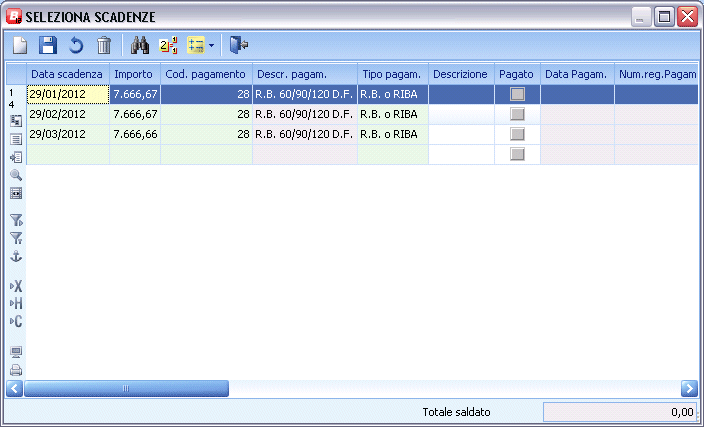 SELEZIONA SCADENZE
Data scadenza Importo Cod. pagamento Descr. pagam. Tipo pagam. Descrizione Pagato Data Pagam. Num.reg.Pagam
1
4
29/01/2012 7.666,67 28 R.B. 60/90/120 D.F. R.B. o RIBA
29/02/2012 7.666,67 28 R.B. 60/90/120 D.F. R.B. o RIBA
29/03/2012 7.666,66 28 R.B. 60/90/120 D.F. R.B. o RIBA
X
H
C
Totale saldato 0,00